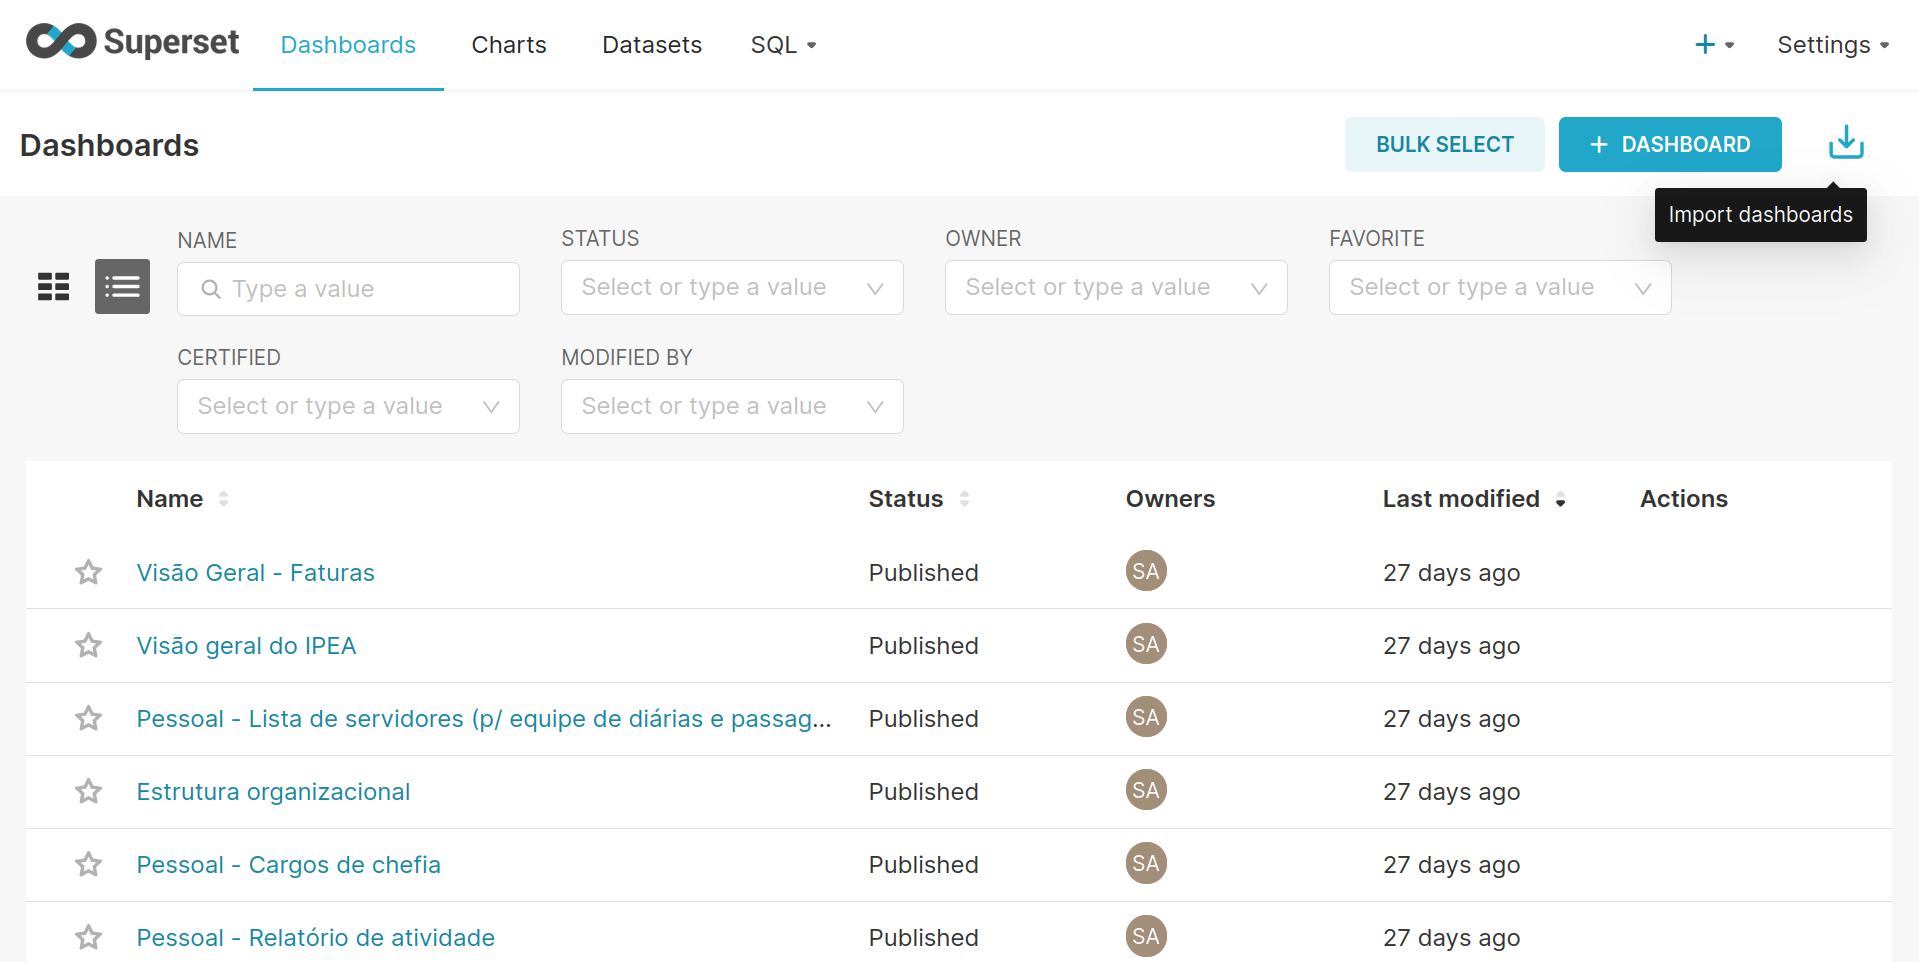 Superset Dashboards Charts Datasets SQL + Settings
Dashboards BULK SELECT + DASHBOARD
Import dashboards
NAME STATUS OWNER FAVORITE
Type a value Select or type a value Select or type a value Select or type a value
CERTIFIED MODIFIED BY
Select or type a value Select or type a value
Name Status Owners Last modified Actions
Visão Geral - Faturas Published SA 27 days ago
Visão geral do IPEA Published SA 27 days ago
Pessoal - Lista de servidores (p/ equipe de diárias e passag... Published SA 27 days ago
Estrutura organizacional Published SA 27 days ago
Pessoal - Cargos de chefia Published SA 27 days ago
Pessoal - Relatório de atividade Published SA 27 days ago